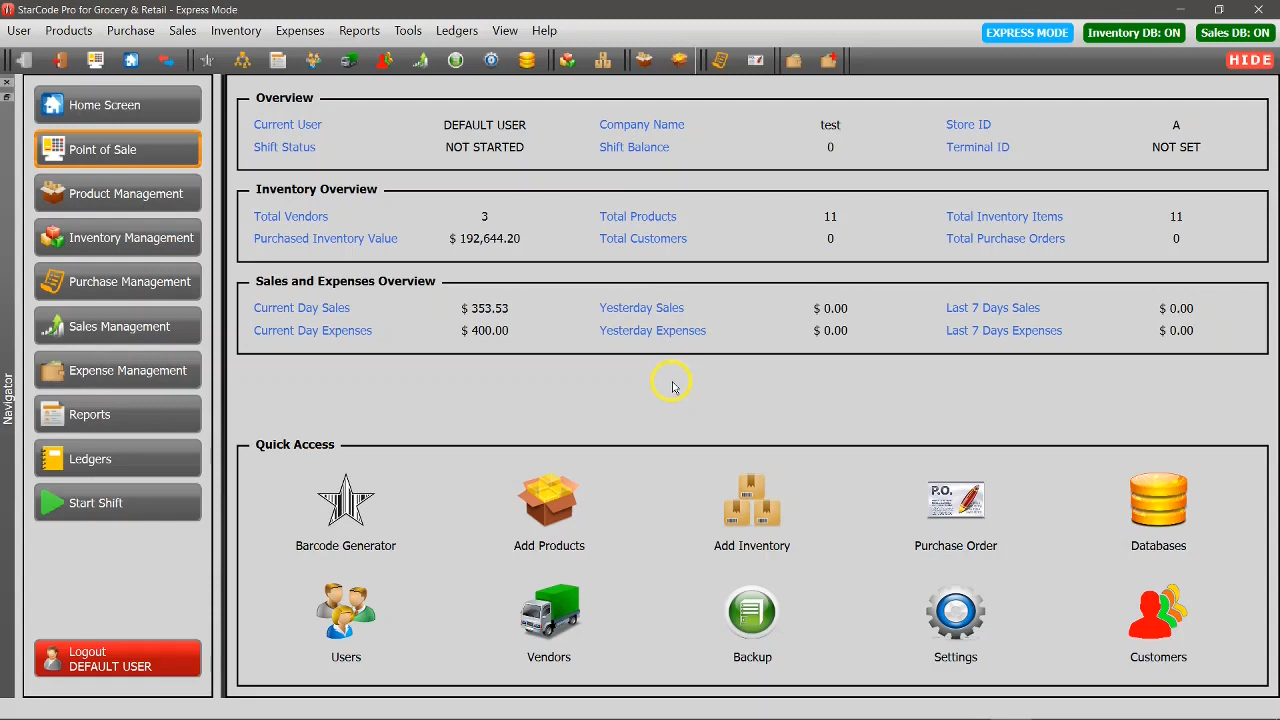 StarCode Pro for Grocery & Retail - Express Mode
User Products Purchase Sales Inventory Expenses Reports Tools Ledgers View Help
EXPRESS MODE Inventory DB: ON Sales DB: ON
HIDE
Navigator
Home Screen
Point of Sale
Product Management
Inventory Management
Purchase Management
Sales Management
Expense Management
Reports
Ledgers
Start Shift
Logout
DEFAULT USER
Overview
Current User DEFAULT USER Company Name test Store ID A
Shift Status NOT STARTED Shift Balance 0 Terminal ID NOT SET
Inventory Overview
Total Vendors 3 Total Products 11 Total Inventory Items 11
Purchased Inventory Value $ 192,644.20 Total Customers 0 Total Purchase Orders 0
Sales and Expenses Overview
Current Day Sales $ 353.53 Yesterday Sales $ 0.00 Last 7 Days Sales $ 0.00
Current Day Expenses $ 400.00 Yesterday Expenses $ 0.00 Last 7 Days Expenses $ 0.00
Quick Access
P.O.
Barcode Generator Add Products Add Inventory Purchase Order Databases
Users Vendors Backup Settings Customers